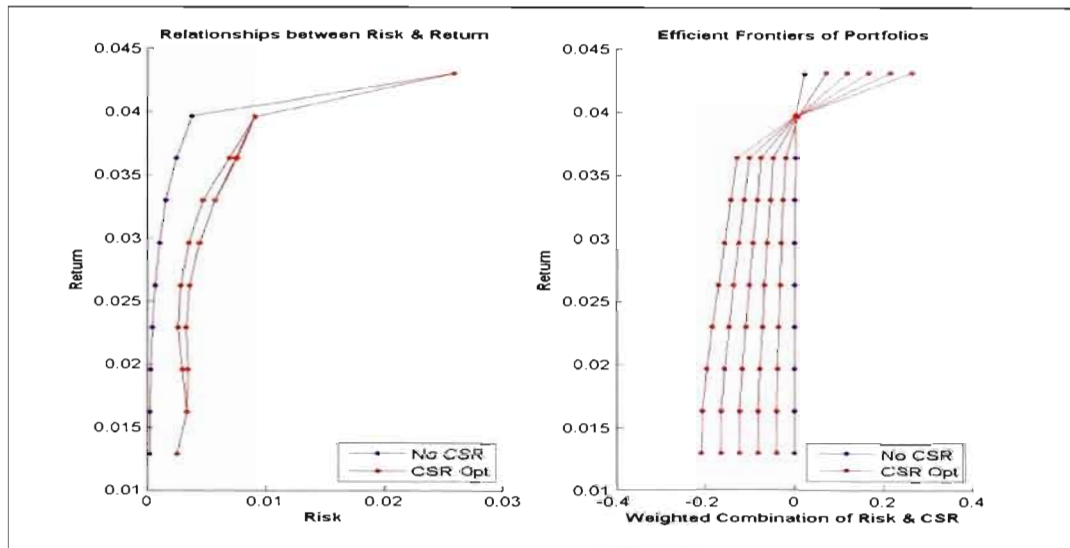 Relationships between Risk & Return
0.045
0.04
0.035
0.03
0.025
0.02
0.015
0.01
Return
0
0.01
0.02
0.03
Risk
No CSR
CSR Opt
Efficient Frontiers of Portfolios
0.045
0.04
0.035
0.03
0.025
0.02
0.015
0.01
Return
-0.4
-0.2
0
0.2
0.4
Weighted Combination of Risk & CSR
No CSR
CSR Opt